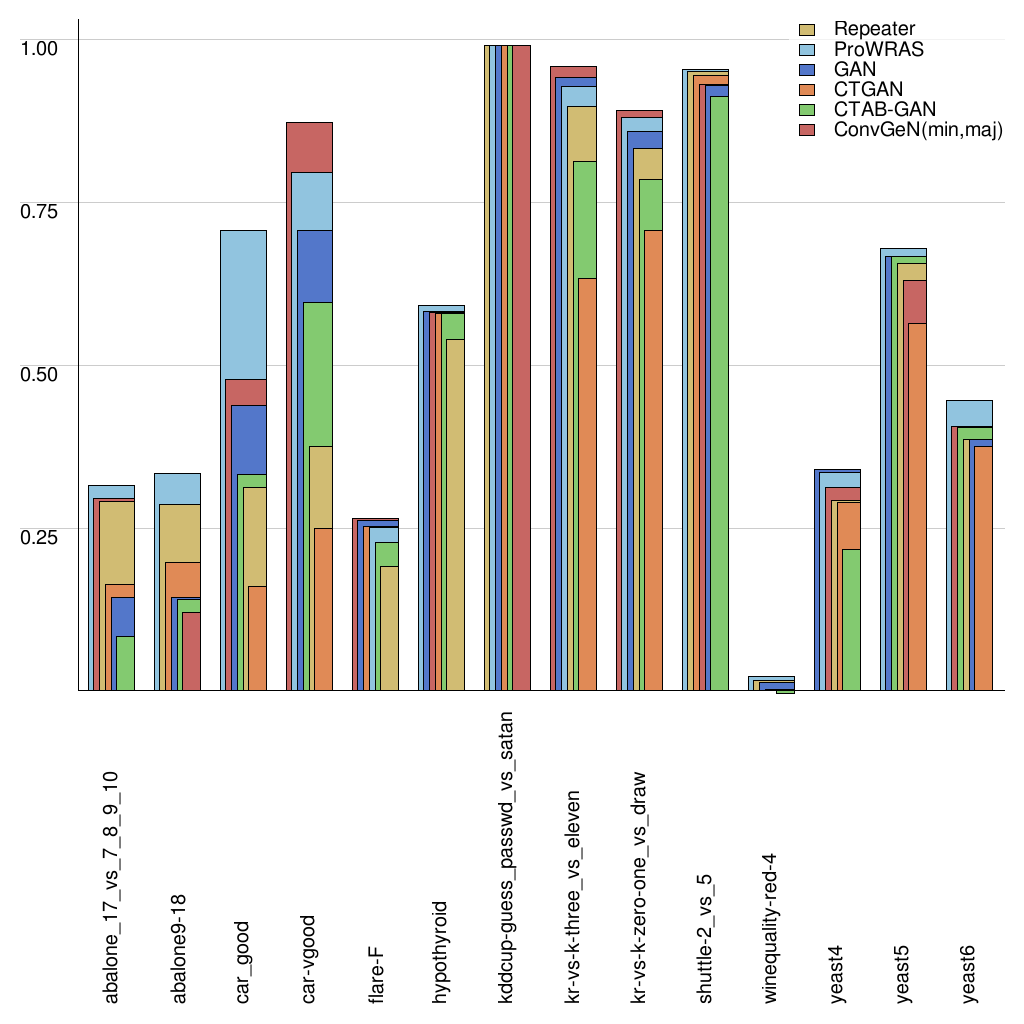 Repeater
ProWRAS
GAN
CTGAN
CTAB-GAN
ConvGeN(min,maj)
1.00
0.75
0.50
0.25
abalone_17_vs_7_8_9_10
abalone9-18
car_good
car-vgood
flare-F
hypothyroid
kddcup-guess_passwd_vs_satan
kr-vs-k-three_vs_eleven
kr-vs-k-zero-one_vs_draw
shuttle-2_vs_5
winequality-red-4
yeast4
yeast5
yeast6